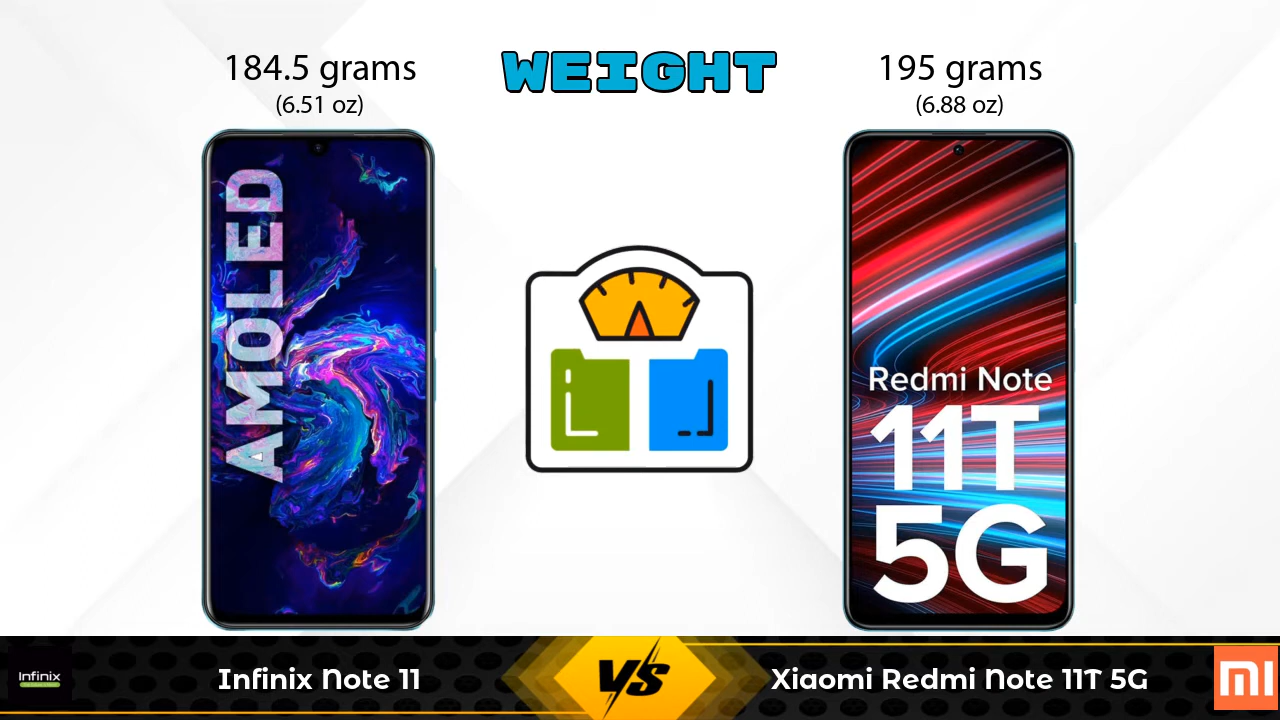 184.5 grams
(6.51 oz)
WEIGHT
195 grams
(6.88 oz)
AMOLED
Redmi Note
11T
5G
Infinix
Infinix Note 11
VS
Xiaomi Redmi Note 11T 5G
MI